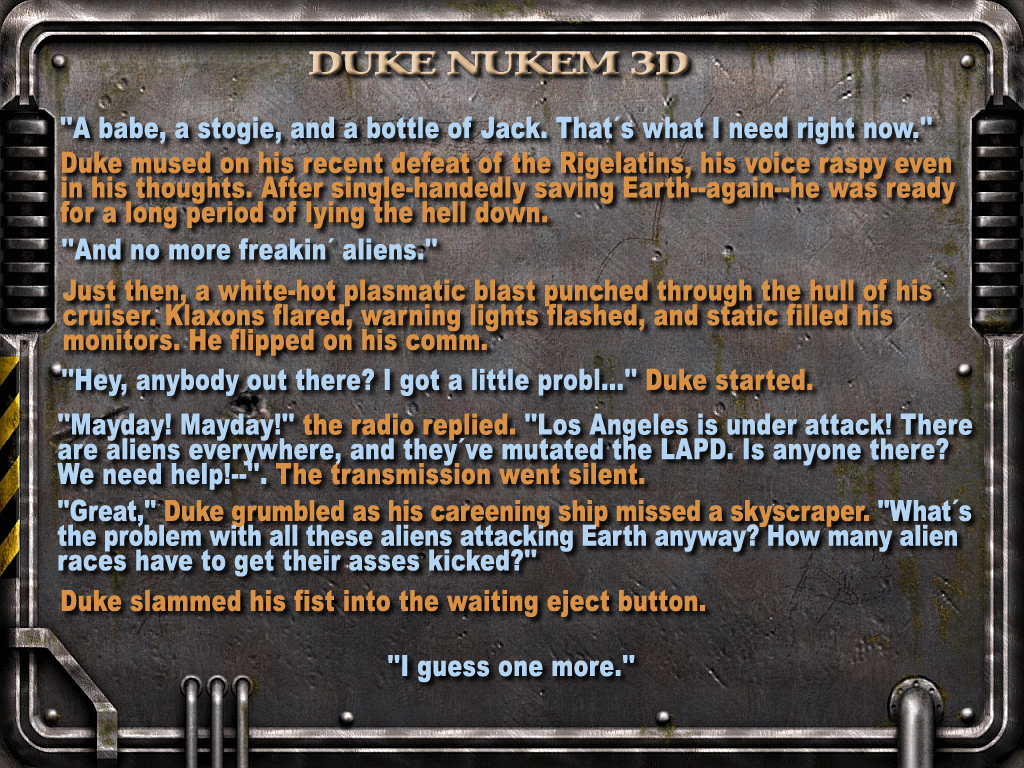 DUKE NUKEM 3D
"A babe, a stogie, and a bottle of Jack. That´s what I need right now."
Duke mused on his recent defeat of the Rigelatins, his voice raspy even
in his thoughts. After single-handedly saving Earth--again--he was ready
for a long period of lying the hell down.
"And no more freakin´ aliens."
Just then, a white-hot plasmatic blast punched through the hull of his
cruiser. Klaxons flared, warning lights flashed, and static filled his
monitors. He flipped on his comm.
"Hey, anybody out there? I got a little probl..." Duke started.
"Mayday! Mayday!" the radio replied. "Los Angeles is under attack! There
are aliens everywhere, and they´ve mutated the LAPD. Is anyone there?
We need help!--". The transmission went silent.
"Great," Duke grumbled as his careening ship missed a skyscraper. "What´s
the problem with all these aliens attacking Earth anyway? How many alien
races have to get their asses kicked?"
Duke slammed his fist into the waiting eject button.
"I guess one more."